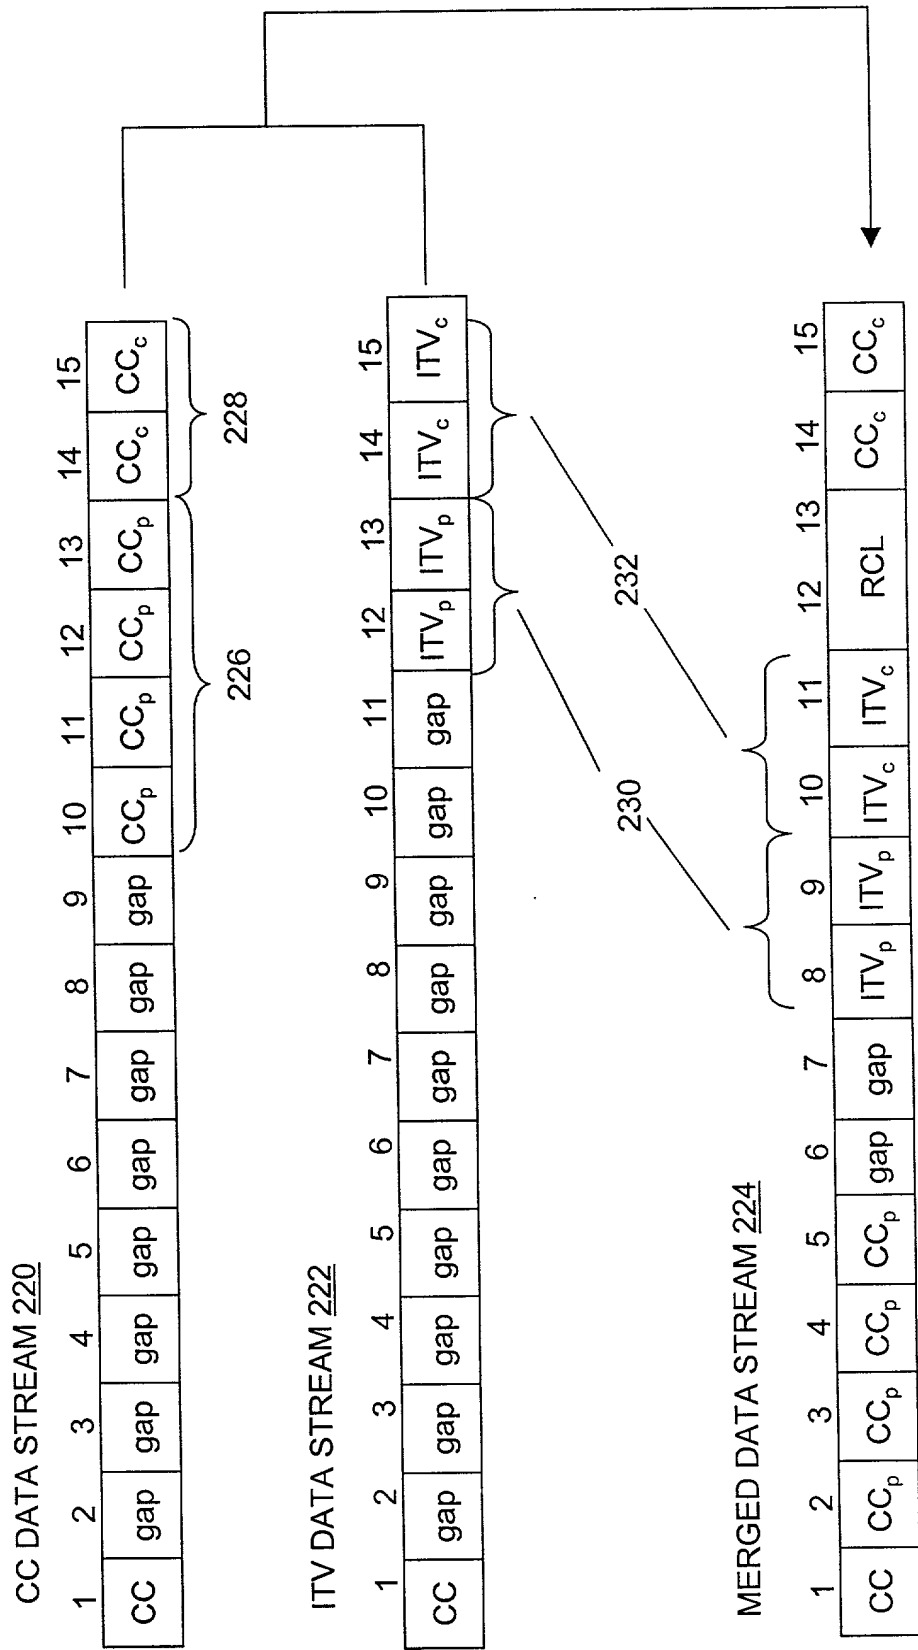 CC DATA STREAM 220
1 2 3 4 5 6 7 8 9 10 11 12 13 14 15
CC gap gap gap gap gap gap gap gap CCp CCp CCp CCp CCc CCc
226 228
ITV DATA STREAM 222
1 2 3 4 5 6 7 8 9 10 11 12 13 14 15
CC gap gap gap gap gap gap gap gap gap gap ITVp ITVp ITVc ITVc
230 232
MERGED DATA STREAM 224
1 2 3 4 5 6 7 8 9 10 11 12 13 14 15
CC CCp CCp CCp CCp gap gap ITVp ITVp ITVc ITVc RCL CCc CCc